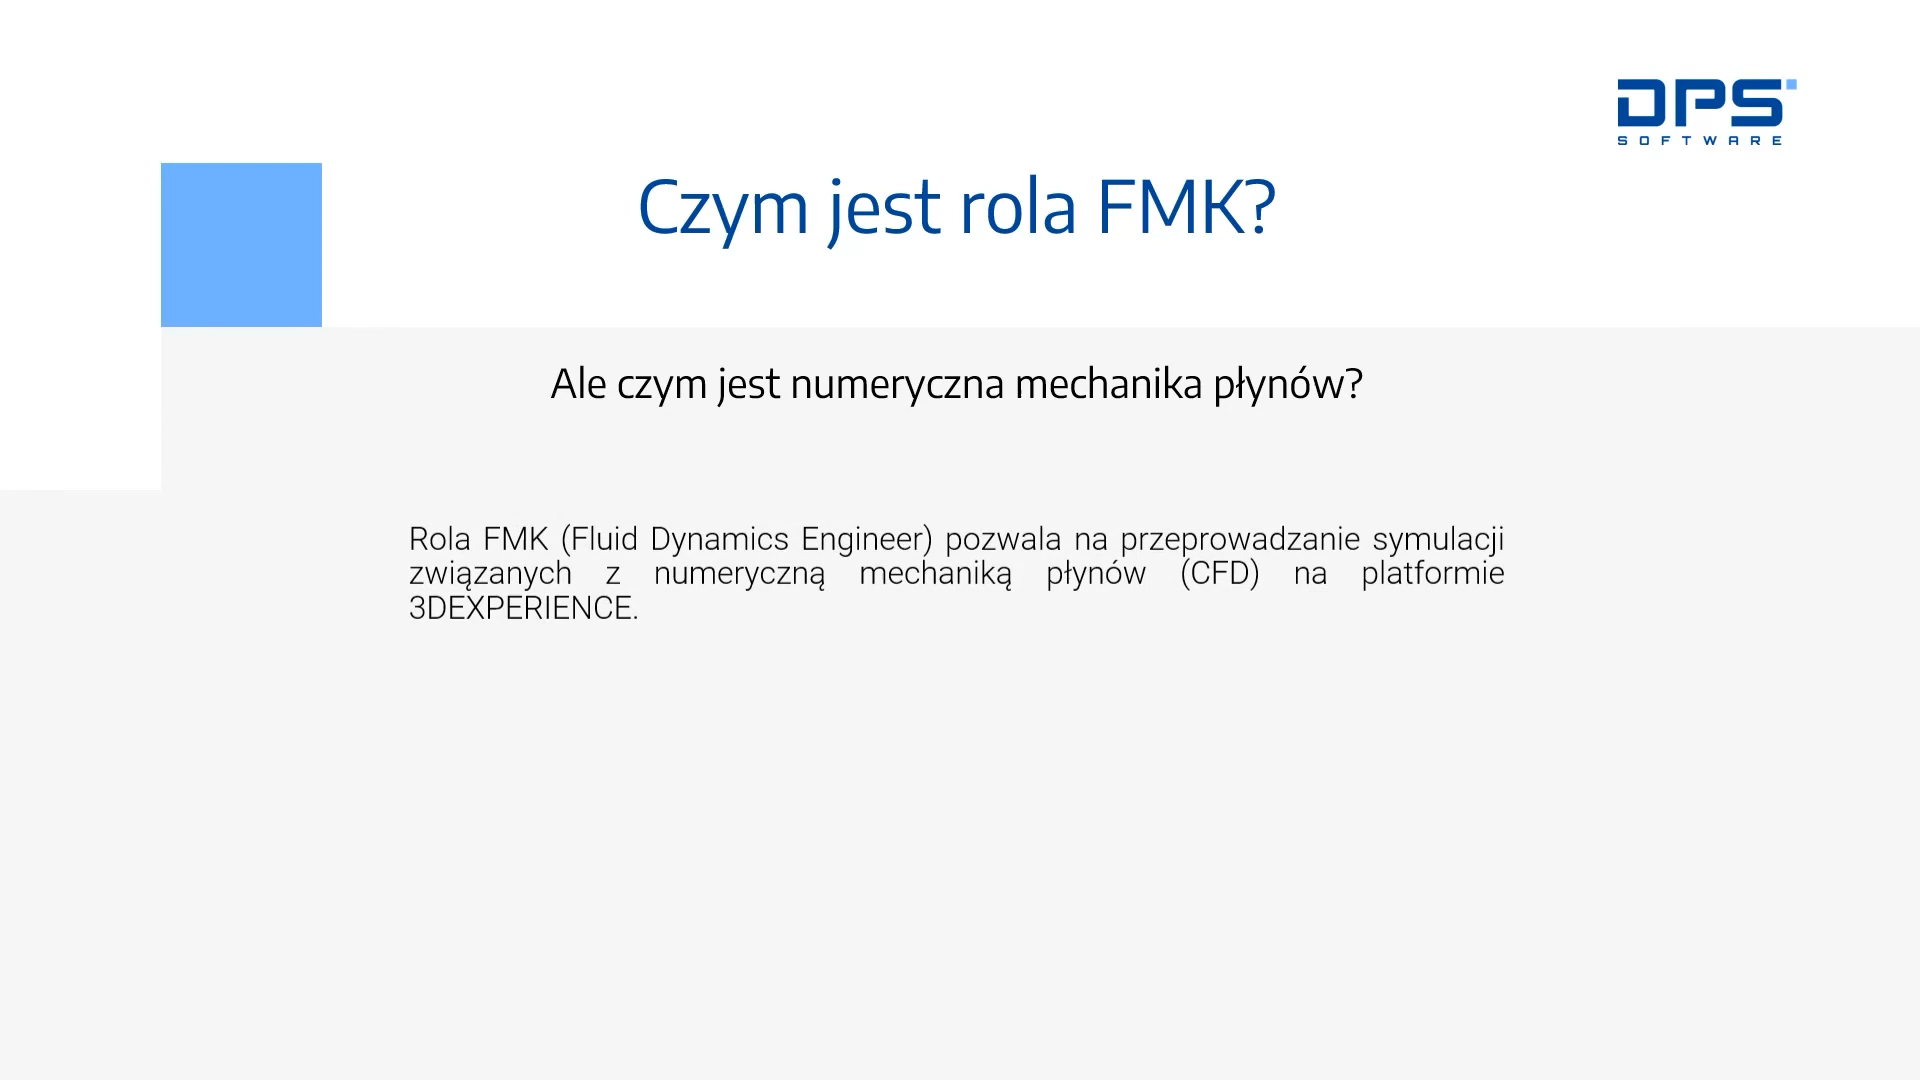 DPS
SOFTWARE
Czym jest rola FMK?
Ale czym jest numeryczna mechanika płynów?
Rola FMK (Fluid Dynamics Engineer) pozwala na przeprowadzanie symulacji
związanych z numeryczną mechaniką płynów (CFD) na platformie
3DEXPERIENCE.